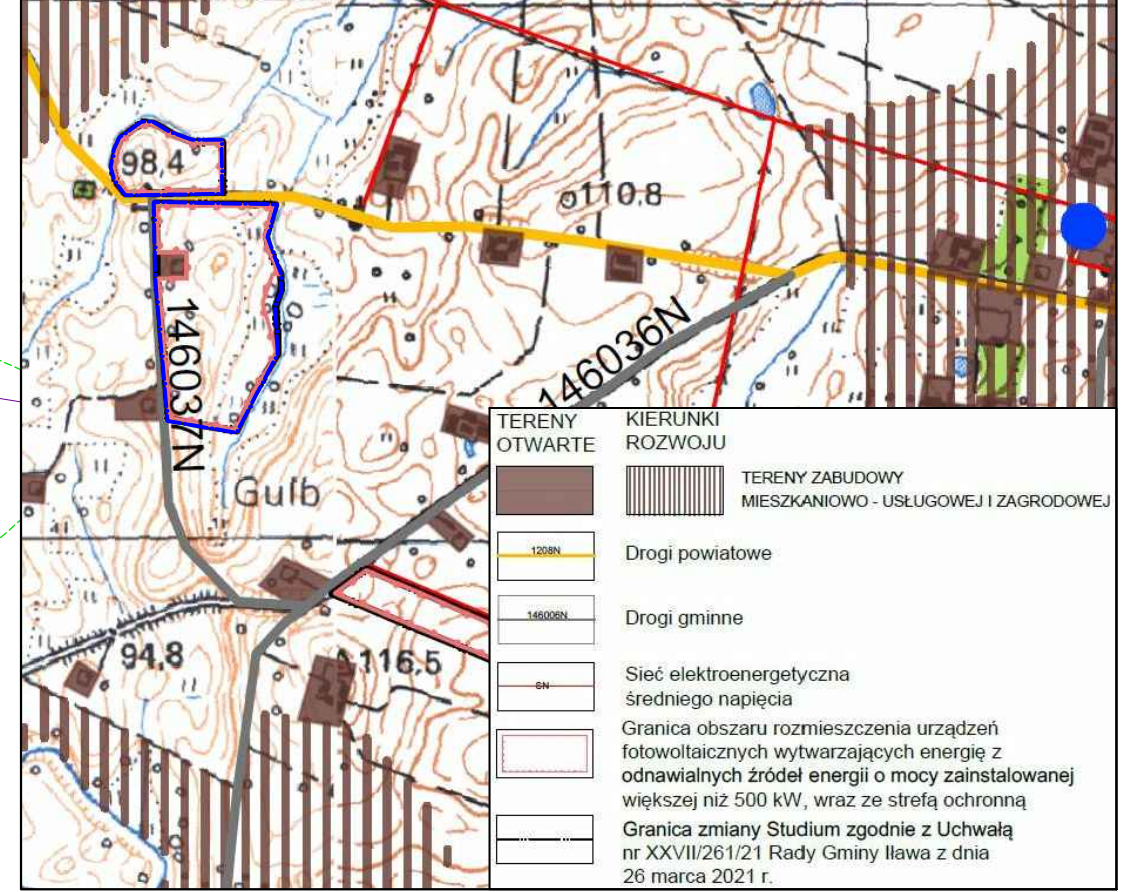 98,4
110.8
146037N
146036N
Gulb
94,8
116,5
TERENY
OTWARTE
KIERUNKI
ROZWOJU
TERENY ZABUDOWY
MIESZKANIOWO - USŁUGOWEJ I ZAGRODOWEJ
1208N
Drogi powiatowe
146006N
Drogi gminne
SN
Sieć elektroenergetyczna
średniego napięcia
Granica obszaru rozmieszczenia urządzeń
fotowoltaicznych wytwarzających energię z
odnawialnych źródeł energii o mocy zainstalowanej
większej niż 500 kW, wraz ze strefą ochronną
Granica zmiany Studium zgodnie z Uchwałą
nr XXVII/261/21 Rady Gminy Iława z dnia
26 marca 2021 r.